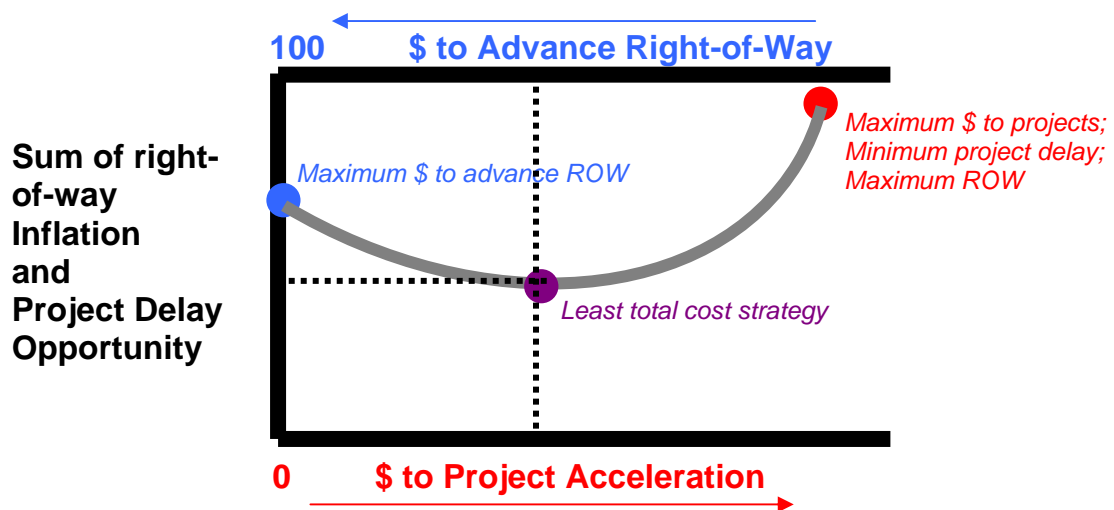 100 $ to Advance Right-of-Way
Sum of right-
of-way
Inflation
and
Project Delay
Opportunity
Maximum $ to advance ROW
Maximum $ to projects;
Minimum project delay;
Maximum ROW
Least total cost strategy
0 $ to Project Acceleration